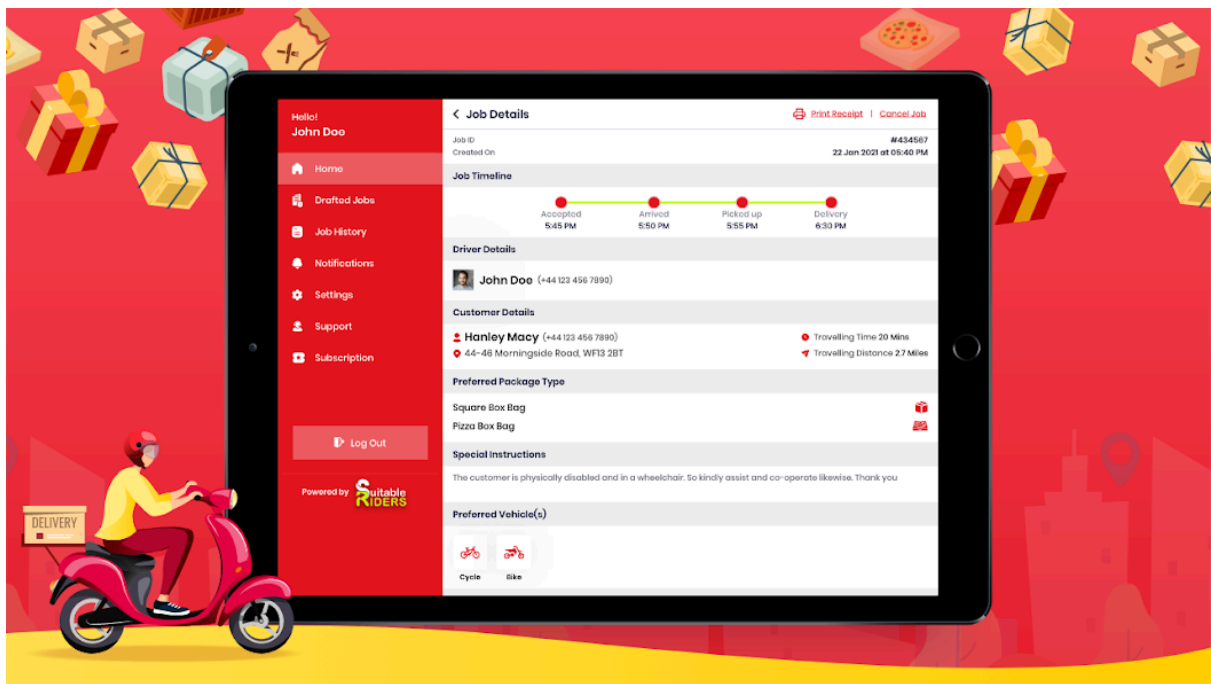 Hello!
John Doe
Home
Drafted Jobs
Job History
Notifications
Settings
Support
Subscription
Log Out
Powered by Suitable RIDERS
Job Details
Print Receipt | Cancel Job
Job ID #434567
Created On 22 Jan 2021 at 05:40 PM
Job Timeline
Accepted Arrived Picked up Delivery
5:45 PM 5:50 PM 5:55 PM 6:30 PM
Driver Details
John Doe (+44 123 456 7890)
Customer Details
Hanley Macy (+44 123 456 7890) Travelling Time 20 Mins
44-46 Morningside Road, WF13 2BT Travelling Distance 2.7 Miles
Preferred Package Type
Square Box Bag
Pizza Box Bag
Special Instructions
The customer is physically disabled and in a wheelchair. So kindly assist and co-operate likewise. Thank you
Preferred Vehicle(s)
Cycle Bike
DELIVERY